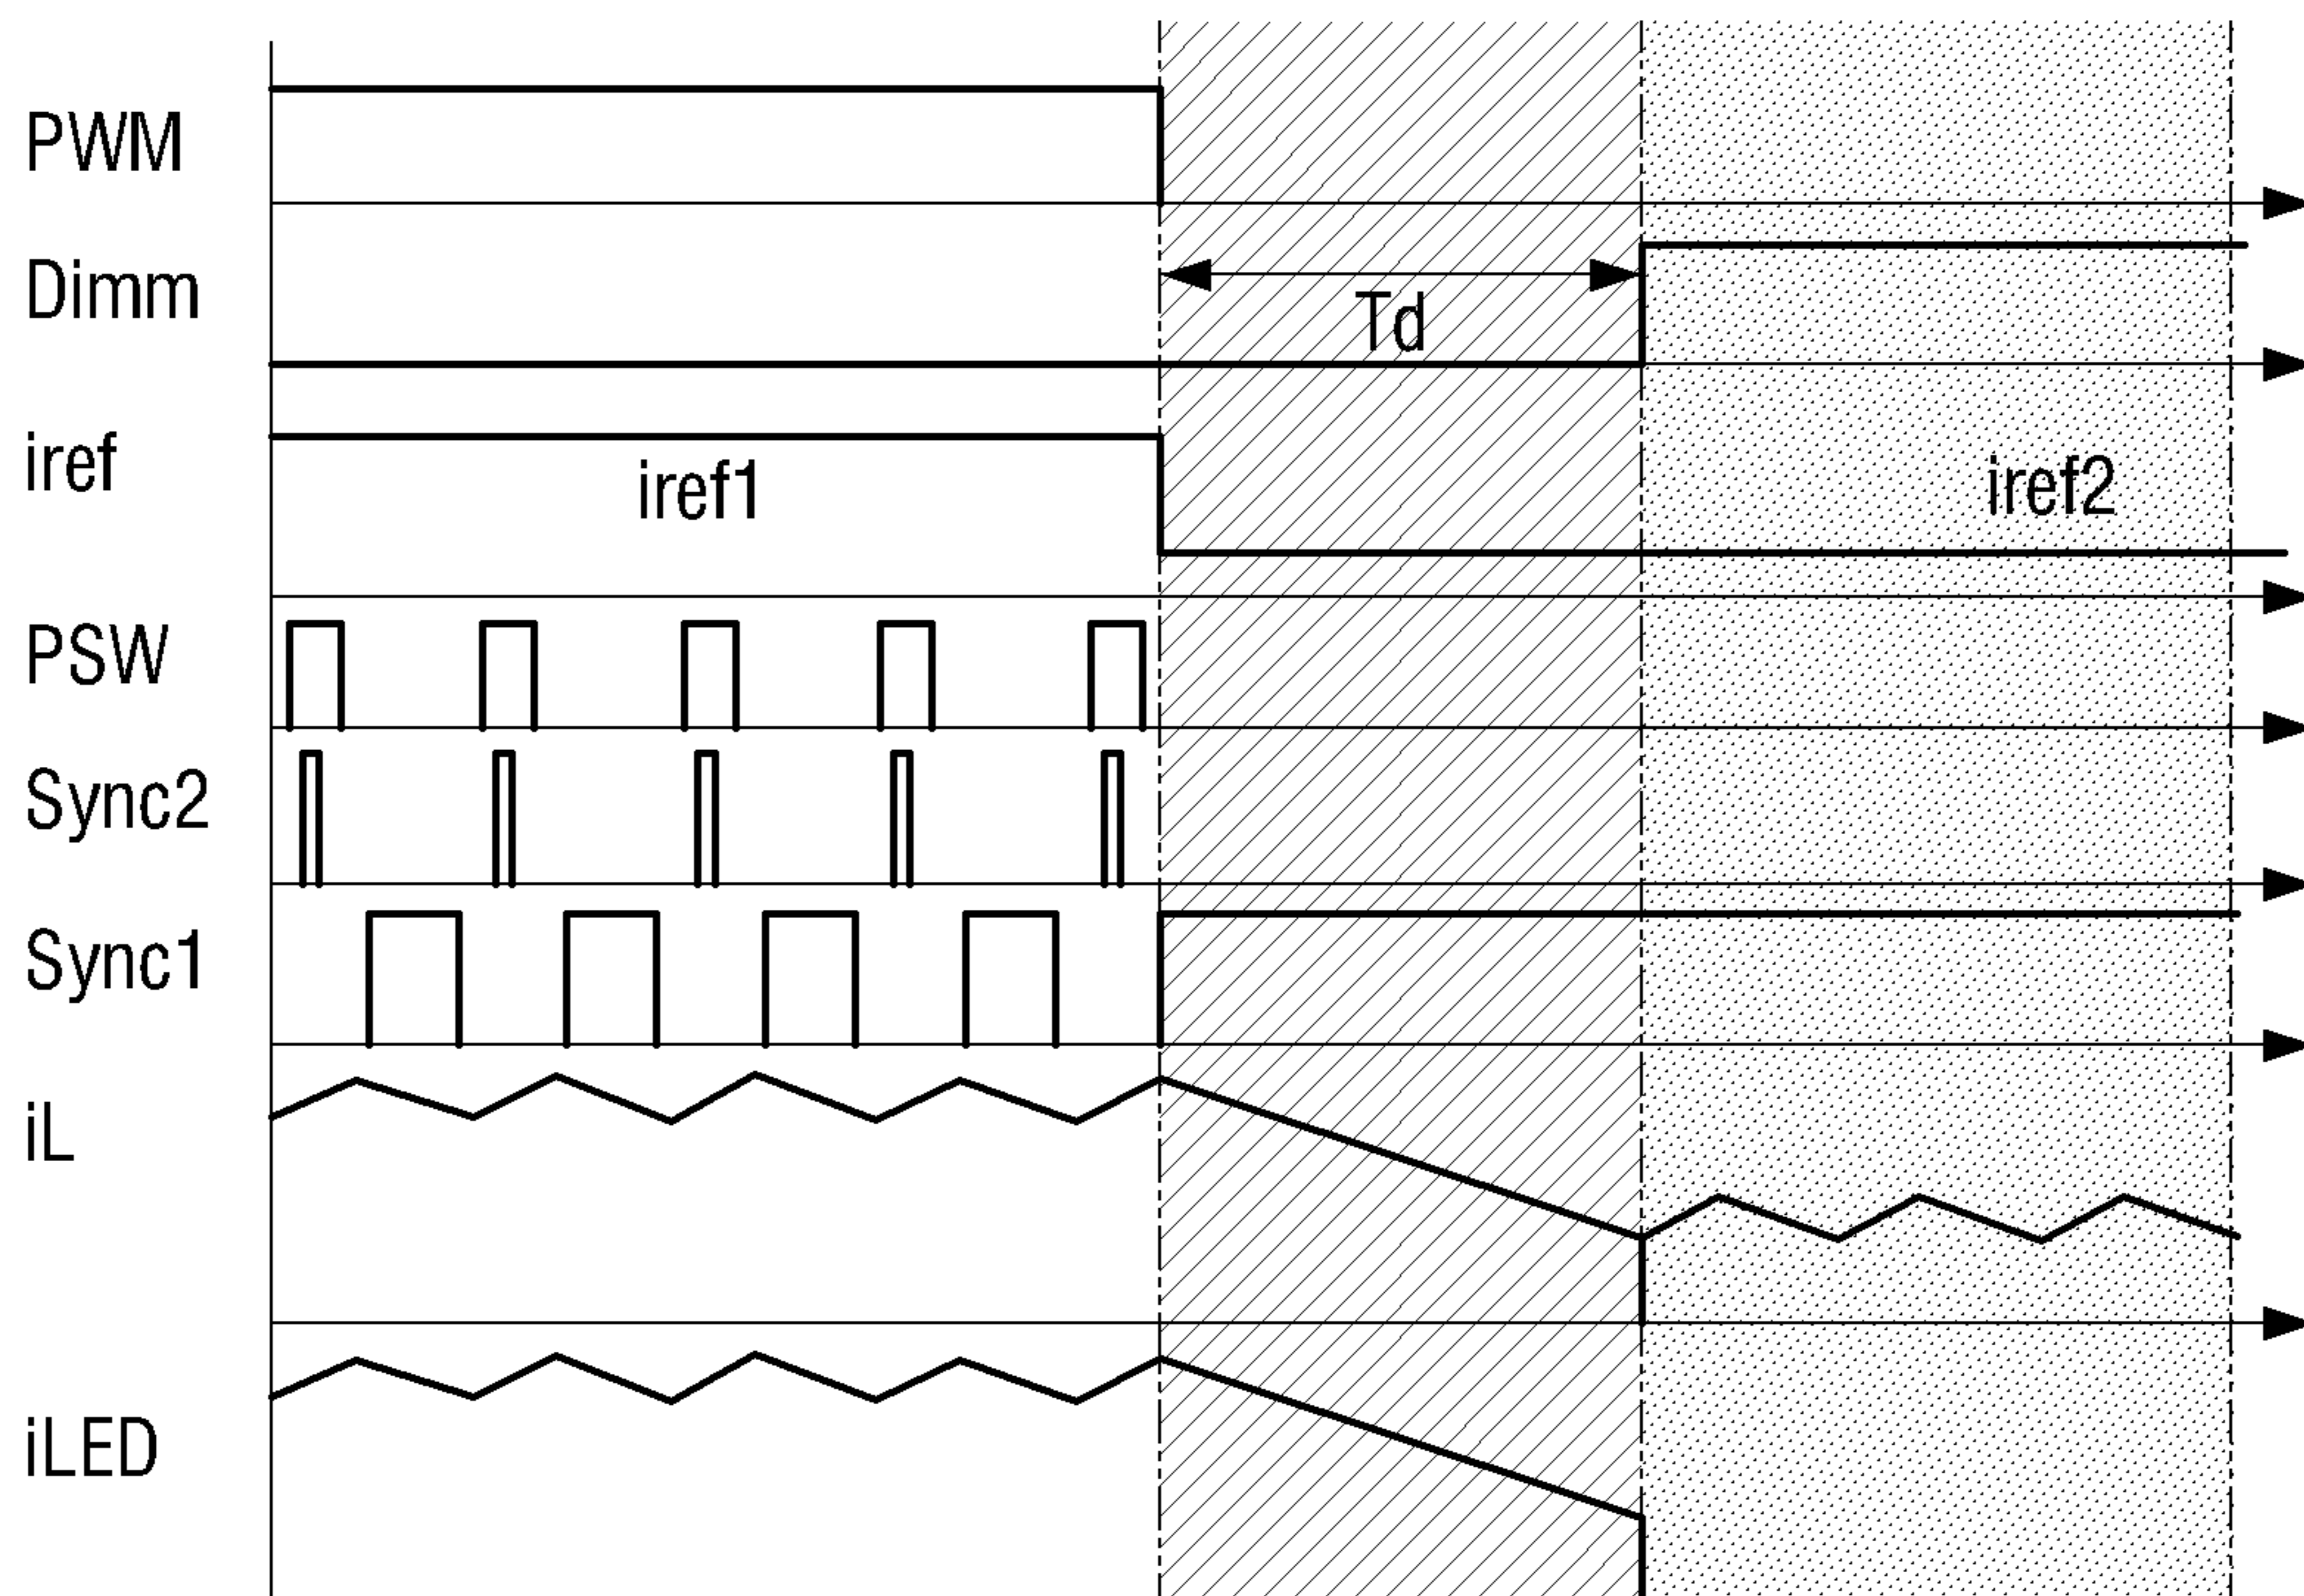 PWM
Dimm
Td
iref
iref1
iref2
PSW
Sync2
Sync1
iL
iLED